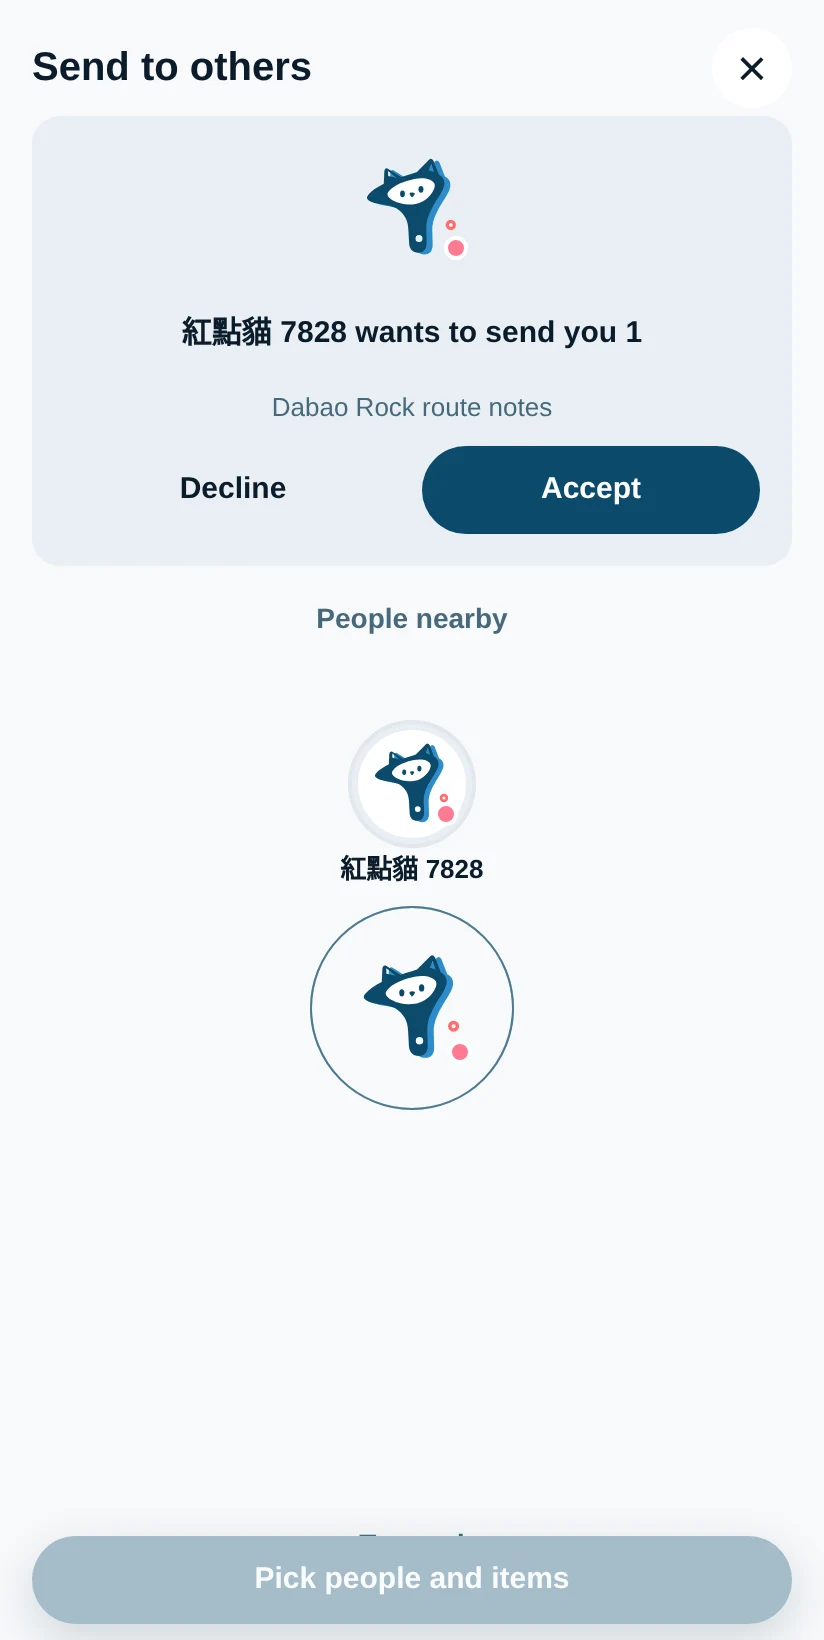 Send to others
紅點貓 7828 wants to send you 1
Dabao Rock route notes
Decline
Accept
People nearby
紅點貓 7828
Pick people and items